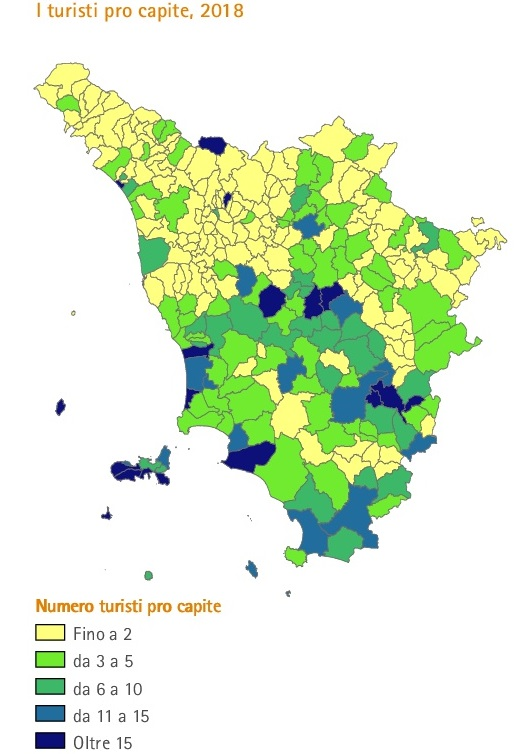 I turisti pro capite, 2018
Numero turisti pro capite
Fino a 2
da 3 a 5
da 6 a 10
da 11 a 15
Oltre 15